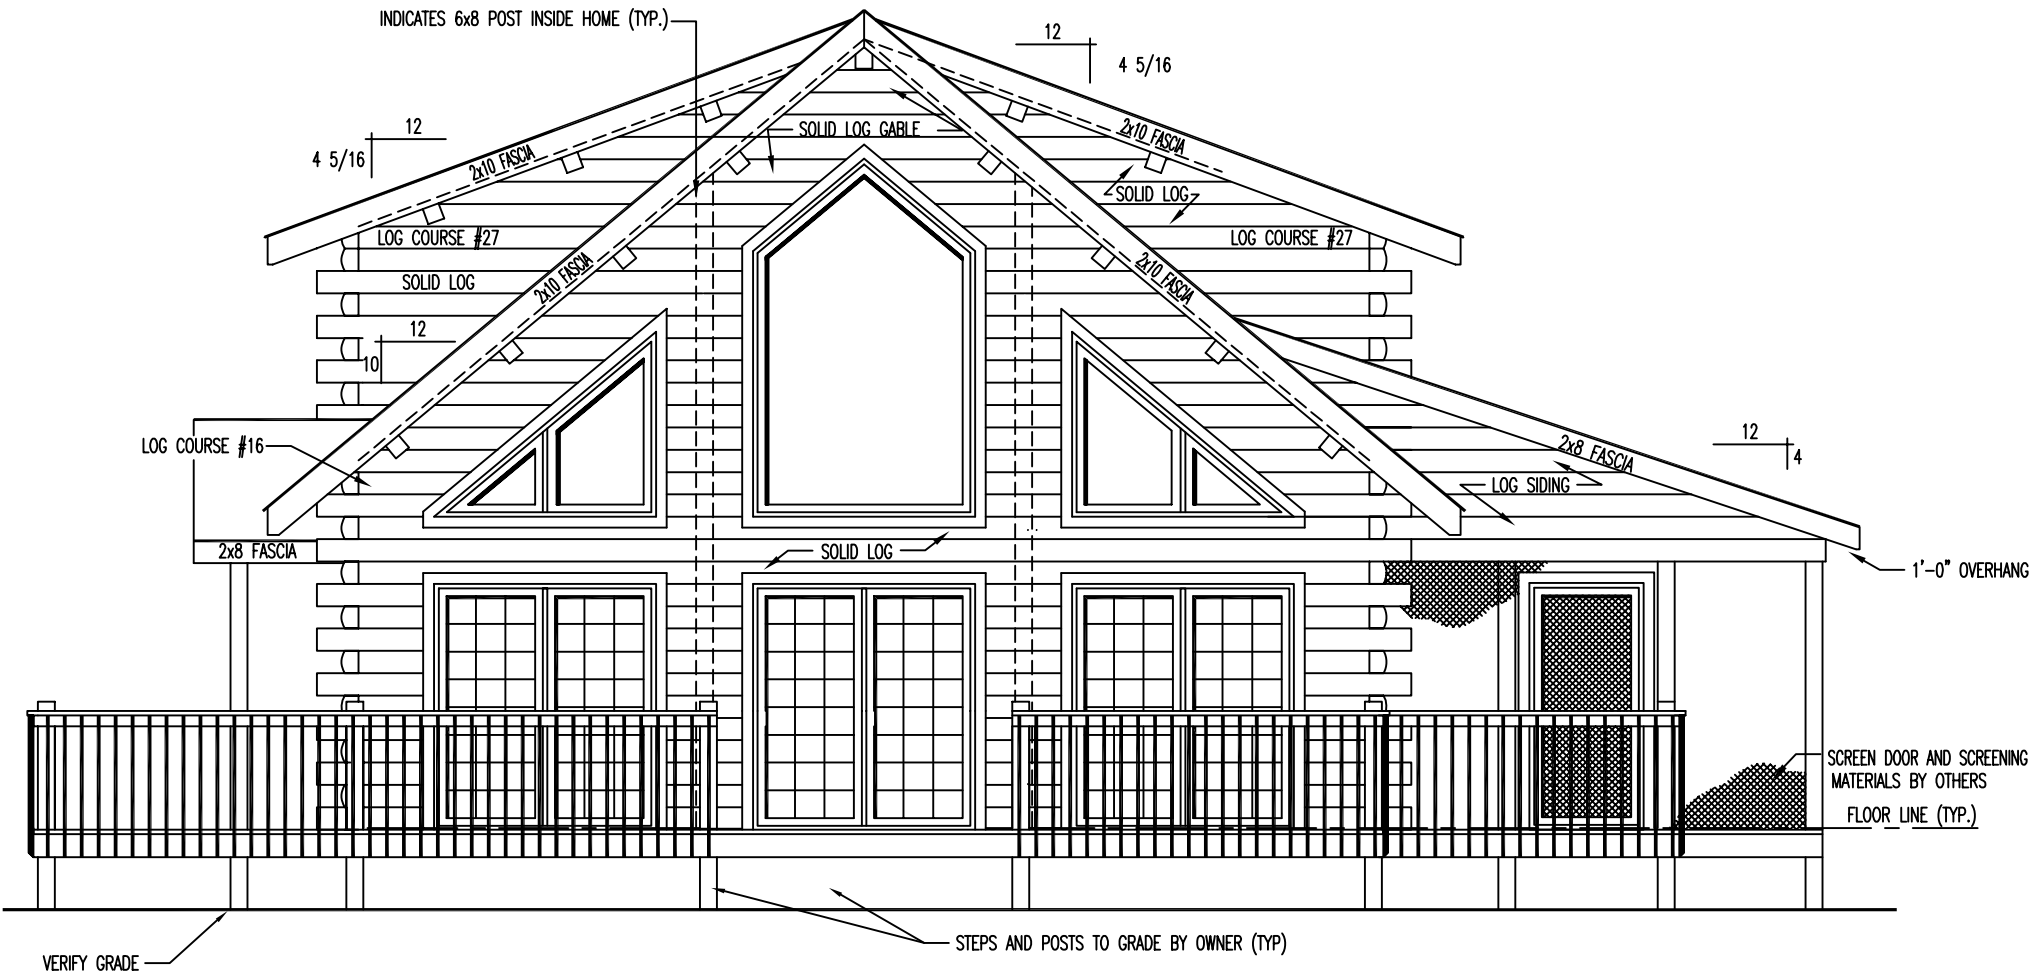 INDICATES 6x8 POST INSIDE HOME (TYP.)
12
4 5/16
12
4 5/16
SOLID LOG GABLE
2x10 FASCIA
2x10 FASCIA
SOLID LOG
LOG COURSE #27
LOG COURSE #27
2x10 FASCIA
2x10 FASCIA
SOLID LOG
12
10
LOG COURSE #16
12
4
2x8 FASCIA
LOG SIDING
2x8 FASCIA
SOLID LOG
1'-0" OVERHANG
SCREEN DOOR AND SCREENING
MATERIALS BY OTHERS
FLOOR LINE (TYP.)
STEPS AND POSTS TO GRADE BY OWNER (TYP)
VERIFY GRADE